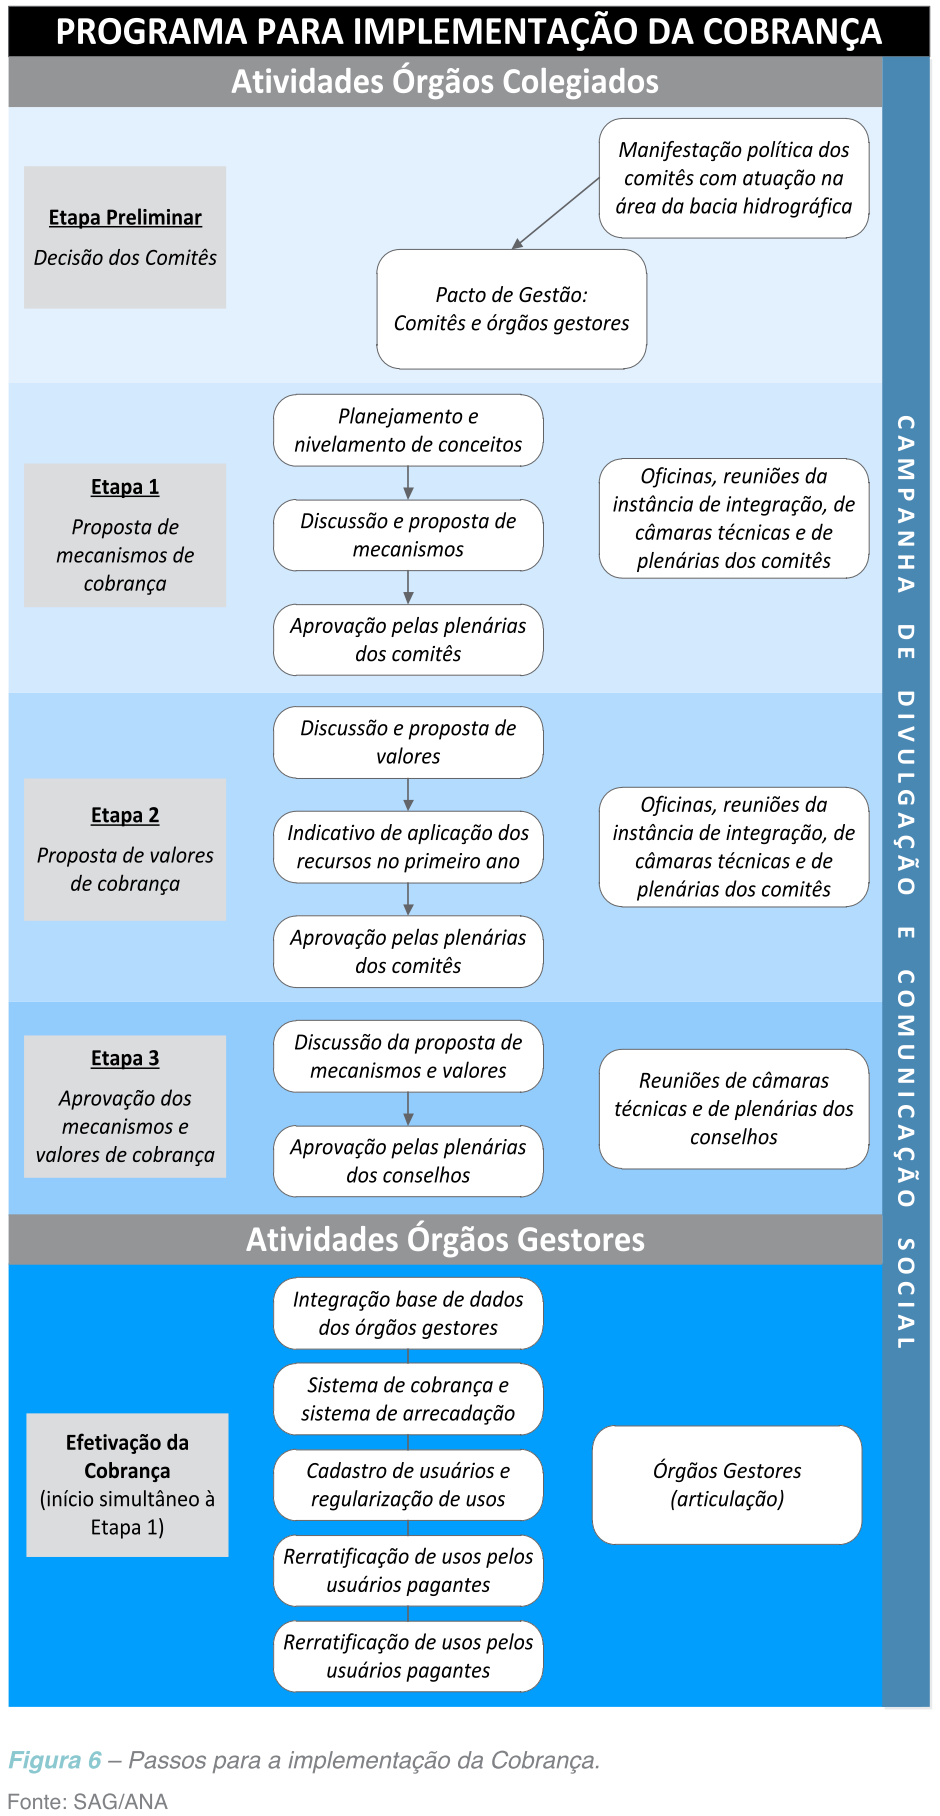 PROGRAMA PARA IMPLEMENTAÇÃO DA COBRANÇA
Atividades Órgãos Colegiados
Etapa Preliminar
Decisão dos Comitês
Manifestação política dos
comitês com atuação na
área da bacia hidrográfica
Pacto de Gestão:
Comitês e órgãos gestores
Etapa 1
Proposta de
mecanismos de
cobrança
Planejamento e
nivelamento de conceitos
Discussão e proposta de
mecanismos
Aprovação pelas plenárias
dos comitês
Oficinas, reuniões da
instância de integração, de
câmaras técnicas e de
plenárias dos comitês
Etapa 2
Proposta de valores
de cobrança
Discussão e proposta de
valores
Indicativo de aplicação dos
recursos no primeiro ano
Aprovação pelas plenárias
dos comitês
Oficinas, reuniões da
instância de integração, de
câmaras técnicas e de
plenárias dos comitês
Etapa 3
Aprovação dos
mecanismos e
valores de cobrança
Discussão da proposta de
mecanismos e valores
Aprovação pelas plenárias
dos conselhos
Reuniões de câmaras
técnicas e de plenárias dos
conselhos
Atividades Órgãos Gestores
Efetivação da
Cobrança
(início simultâneo à
Etapa 1)
Integração base de dados
dos órgãos gestores
Sistema de cobrança e
sistema de arrecadação
Cadastro de usuários e
regularização de usos
Rerratificação de usos pelos
usuários pagantes
Rerratificação de usos pelos
usuários pagantes
Órgãos Gestores
(articulação)
CAMPANHA DE DIVULGAÇÃO E COMUNICAÇÃO SOCIAL
Figura 6 – Passos para a implementação da Cobrança.
Fonte: SAG/ANA